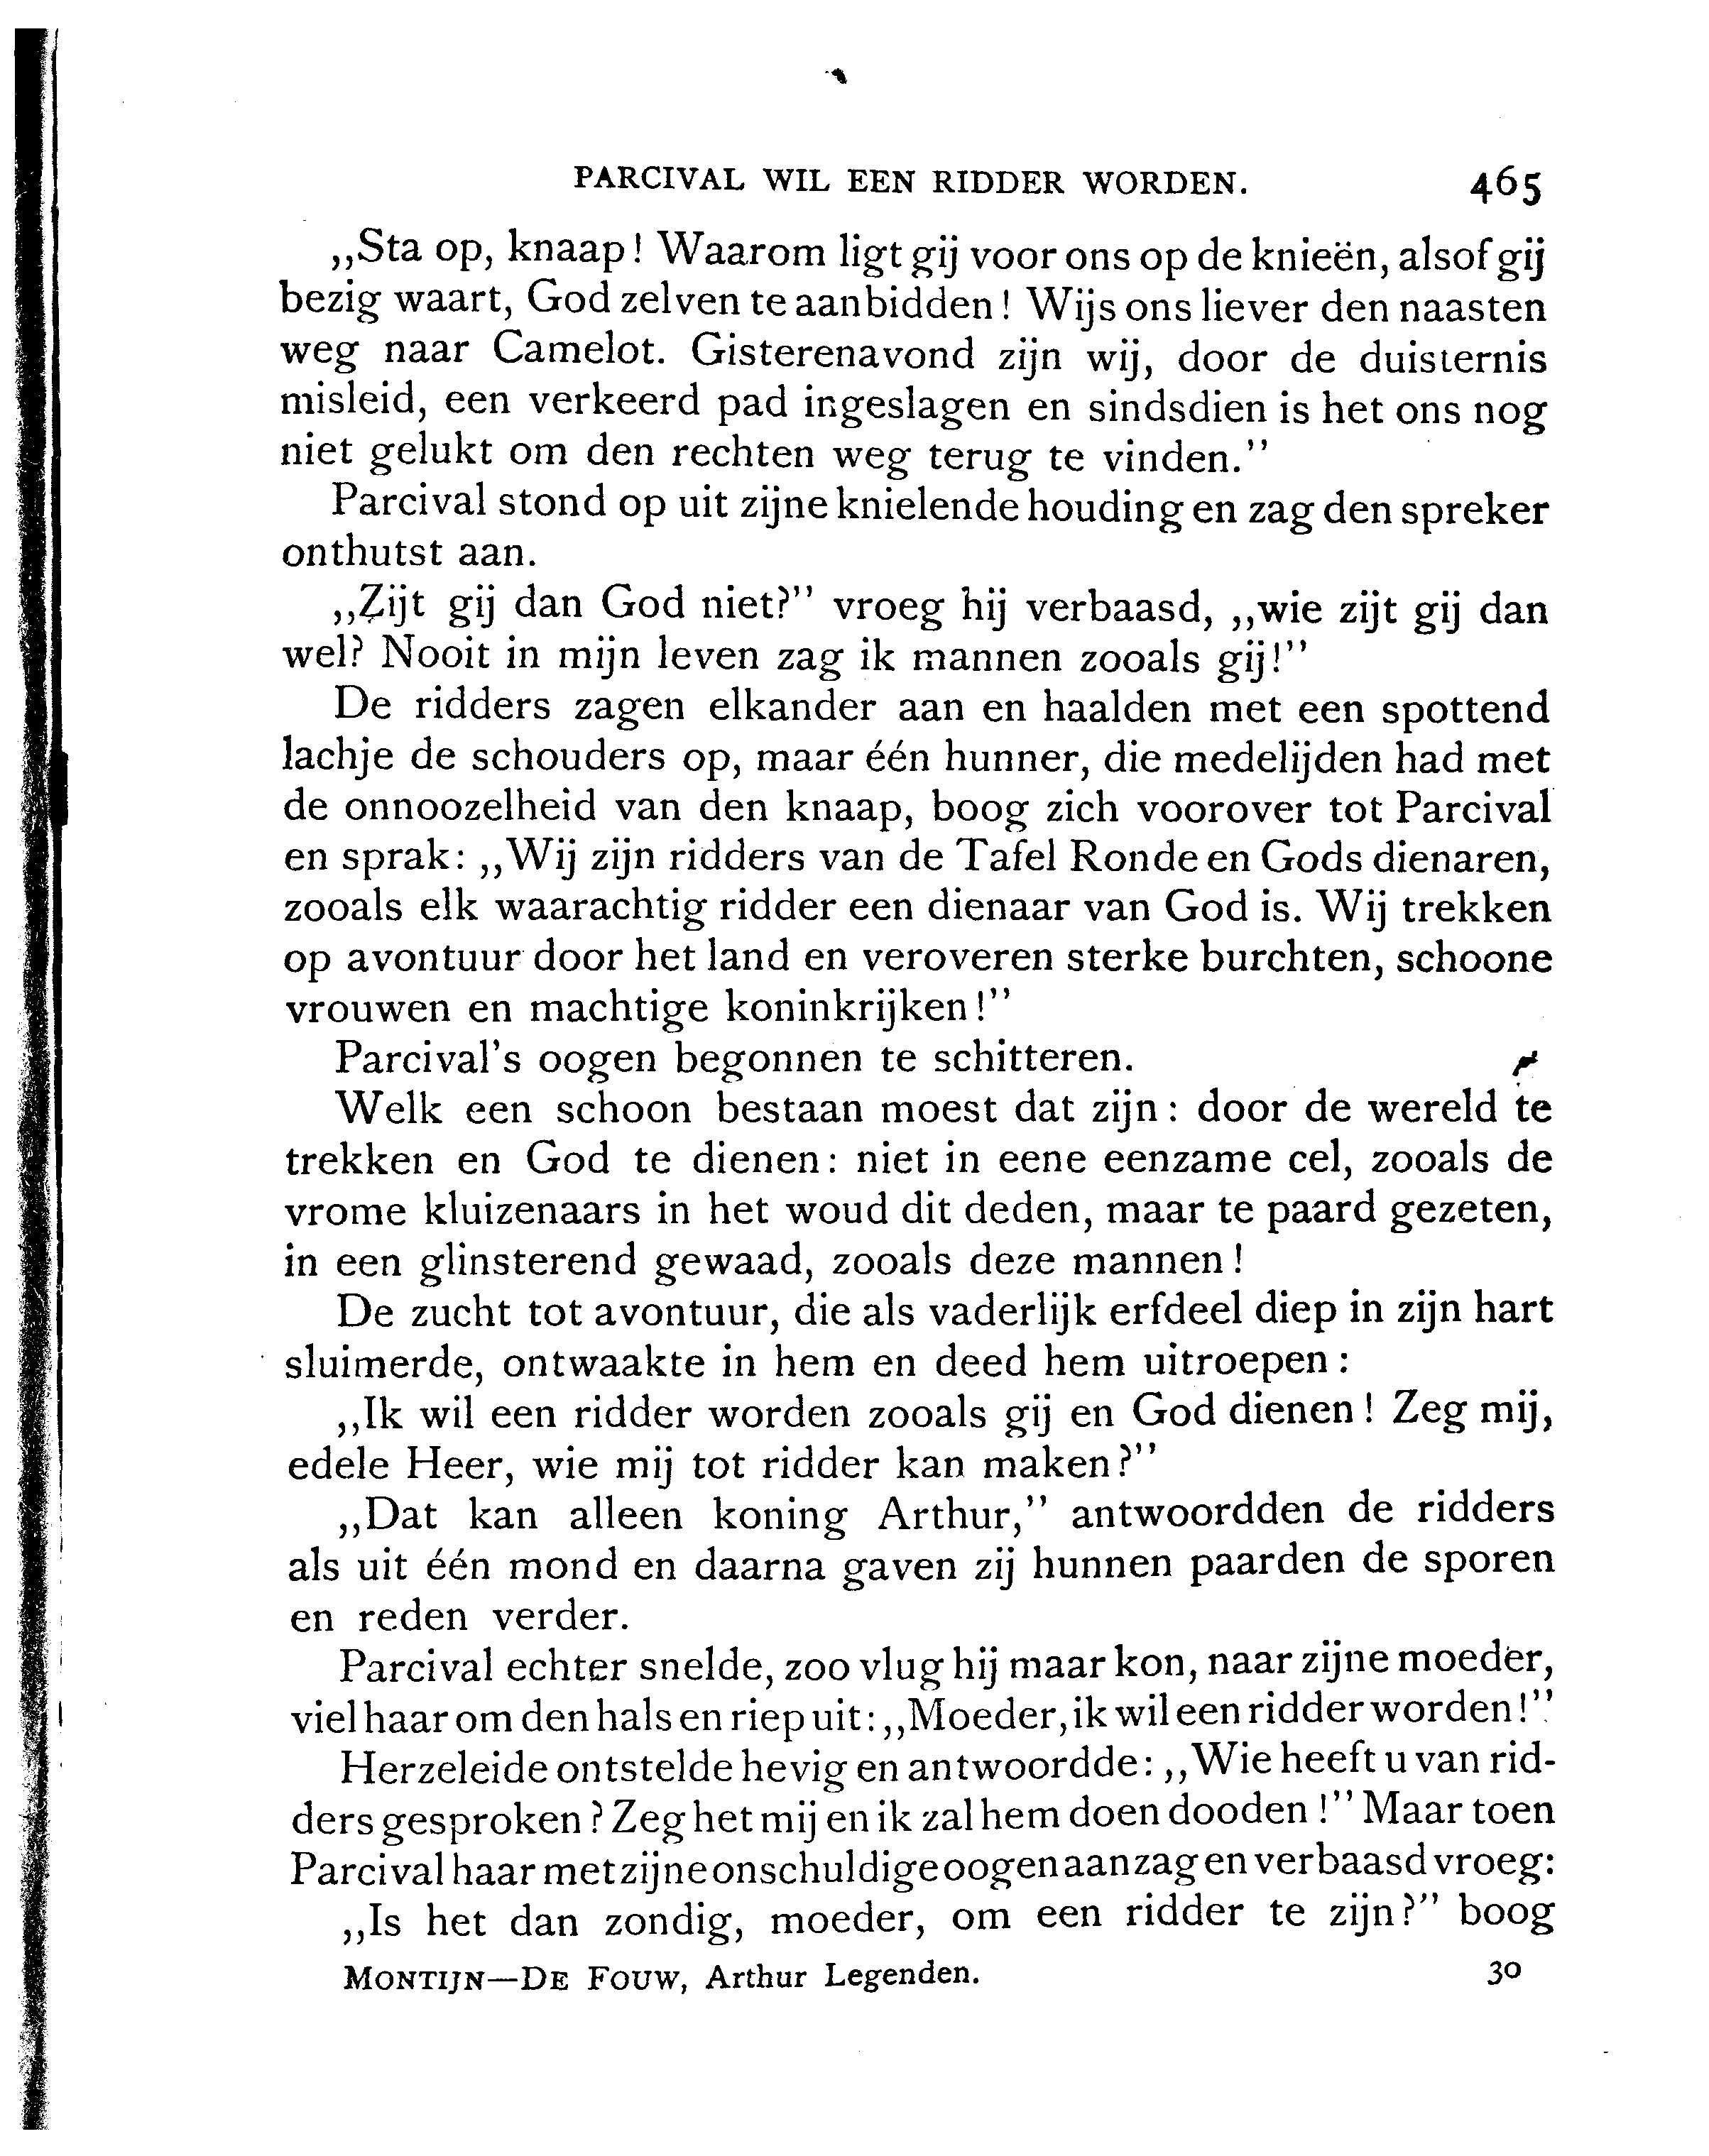 PARCIVAL WIL EEN RIDDER WORDEN. 465
„Sta op, knaap! Waarom ligt gij voor ons op de knieën, alsof gij
bezig waart, God zelven te aanbidden! Wijs ons liever den naasten
weg naar Camelot. Gisterenavond zijn wij, door de duisternis
misleid, een verkeerd pad ingeslagen en sindsdien is het ons nog
niet gelukt om den rechten weg terug te vinden.”
Parcival stond op uit zijne knielende houding en zag den spreker
onthutst aan.
„Zijt gij dan God niet?” vroeg hij verbaasd, „wie zijt gij dan
wel? Nooit in mijn leven zag ik mannen zooals gij!”
De ridders zagen elkander aan en haalden met een spottend
lachje de schouders op, maar één hunner, die medelijden had met
de onnoozelheid van den knaap, boog zich voorover tot Parcival
en sprak: „Wij zijn ridders van de Tafel Ronde en Gods dienaren,
zooals elk waarachtig ridder een dienaar van God is. Wij trekken
op avontuur door het land en veroveren sterke burchten, schoone
vrouwen en machtige koninkrijken!”
Parcival's oogen begonnen te schitteren.
Welk een schoon bestaan moest dat zijn: door de wereld te
trekken en God te dienen: niet in eene eenzame cel, zooals de
vrome kluizenaars in het woud dit deden, maar te paard gezeten,
in een glinsterend gewaad, zooals deze mannen!
De zucht tot avontuur, die als vaderlijk erfdeel diep in zijn hart
sluimerde, ontwaakte in hem en deed hem uitroepen:
„Ik wil een ridder worden zooals gij en God dienen! Zeg mij,
edele Heer, wie mij tot ridder kan maken?”
„Dat kan alleen koning Arthur,” antwoordden de ridders
als uit één mond en daarna gaven zij hunnen paarden de sporen
en reden verder.
Parcival echter snelde, zoo vlug hij maar kon, naar zijne moeder,
viel haar om den hals en riep uit: „Moeder, ik wil een ridder worden!”
Herzeleide ontstelde hevig en antwoordde: „Wie heeft u van rid-
ders gesproken? Zeg het mij en ik zal hem doen dooden!” Maar toen
Parcival haar met zijne onschuldige oogen aanzag en verbaasd vroeg:
„Is het dan zondig, moeder, om een ridder te zijn?” boog
MONTIJN—DE FOUW, Arthur Legenden. 30